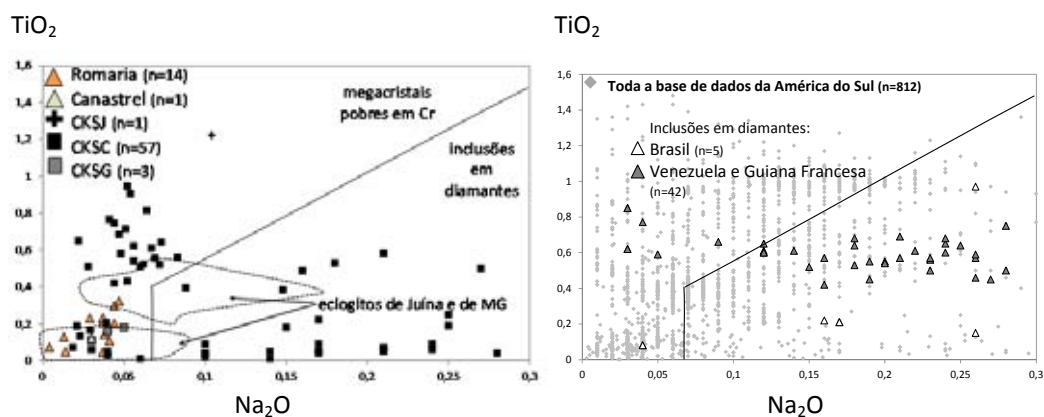 TiO2
Romaria (n=14)
Canastrel (n=1)
CKSJ (n=1)
CKSC (n=57)
CKSG (n=3)
megacristais
pobres em Cr
inclusões
em
diamantes
eclogitos de Juína e de MG
1,6
1,4
1,2
1
0,8
0,6
0,4
0,2
0
0
0,05
0,1
0,15
0,2
0,25
0,3
Na2O
TiO2
Toda a base de dados da América do Sul (n=812)
Inclusões em diamantes:
Brasil (n=5)
Venezuela e Guiana Francesa
(n=42)
1,6
1,4
1,2
1
0,8
0,6
0,4
0,2
0
0
0,05
0,1
0,15
0,2
0,25
0,3
Na2O